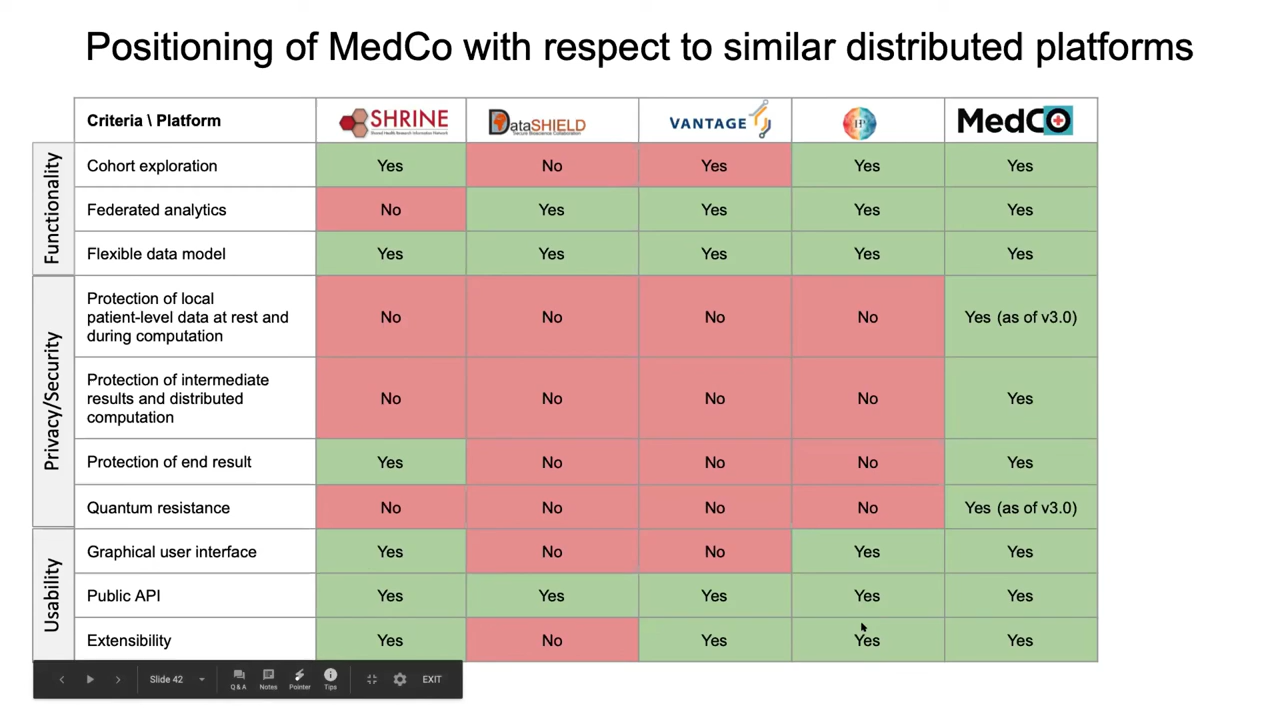 Positioning of MedCo with respect to similar distributed platforms
Criteria \ Platform SHRINE DataSHIELD VANTAGE MedCO
Functionality
Cohort exploration Yes No Yes Yes Yes
Federated analytics No Yes Yes Yes Yes
Flexible data model Yes Yes Yes Yes Yes
Privacy/Security
Protection of local
patient-level data at rest and
during computation
No No No No Yes (as of v3.0)
Protection of intermediate
results and distributed
computation
No No No No Yes
Protection of end result Yes No No No Yes
Quantum resistance No No No No Yes (as of v3.0)
Usability
Graphical user interface Yes No No Yes Yes
Public API Yes Yes Yes Yes Yes
Extensibility Yes No Yes Yes Yes
Slide 42 Q&A Notes Pointer Tips EXIT